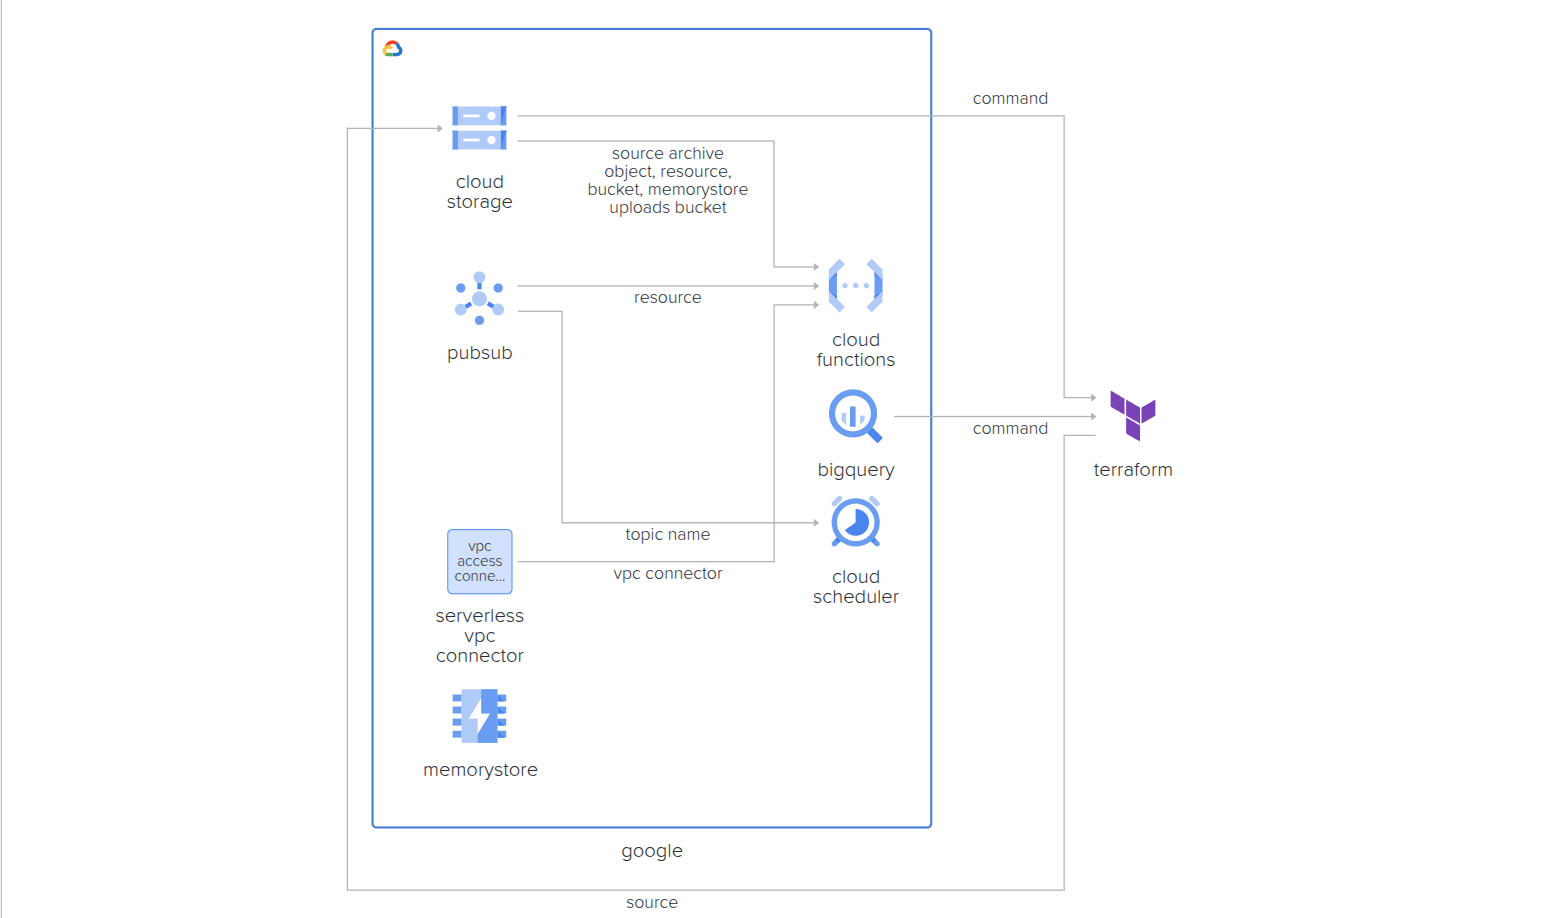 command
source archive
object, resource,
bucket, memorystore
uploads bucket
cloud
storage
resource
pubsub
cloud
functions
command
bigquery
terraform
topic name
vpc
access
conne...
vpc connector
cloud
scheduler
serverless
vpc
connector
memorystore
google
source